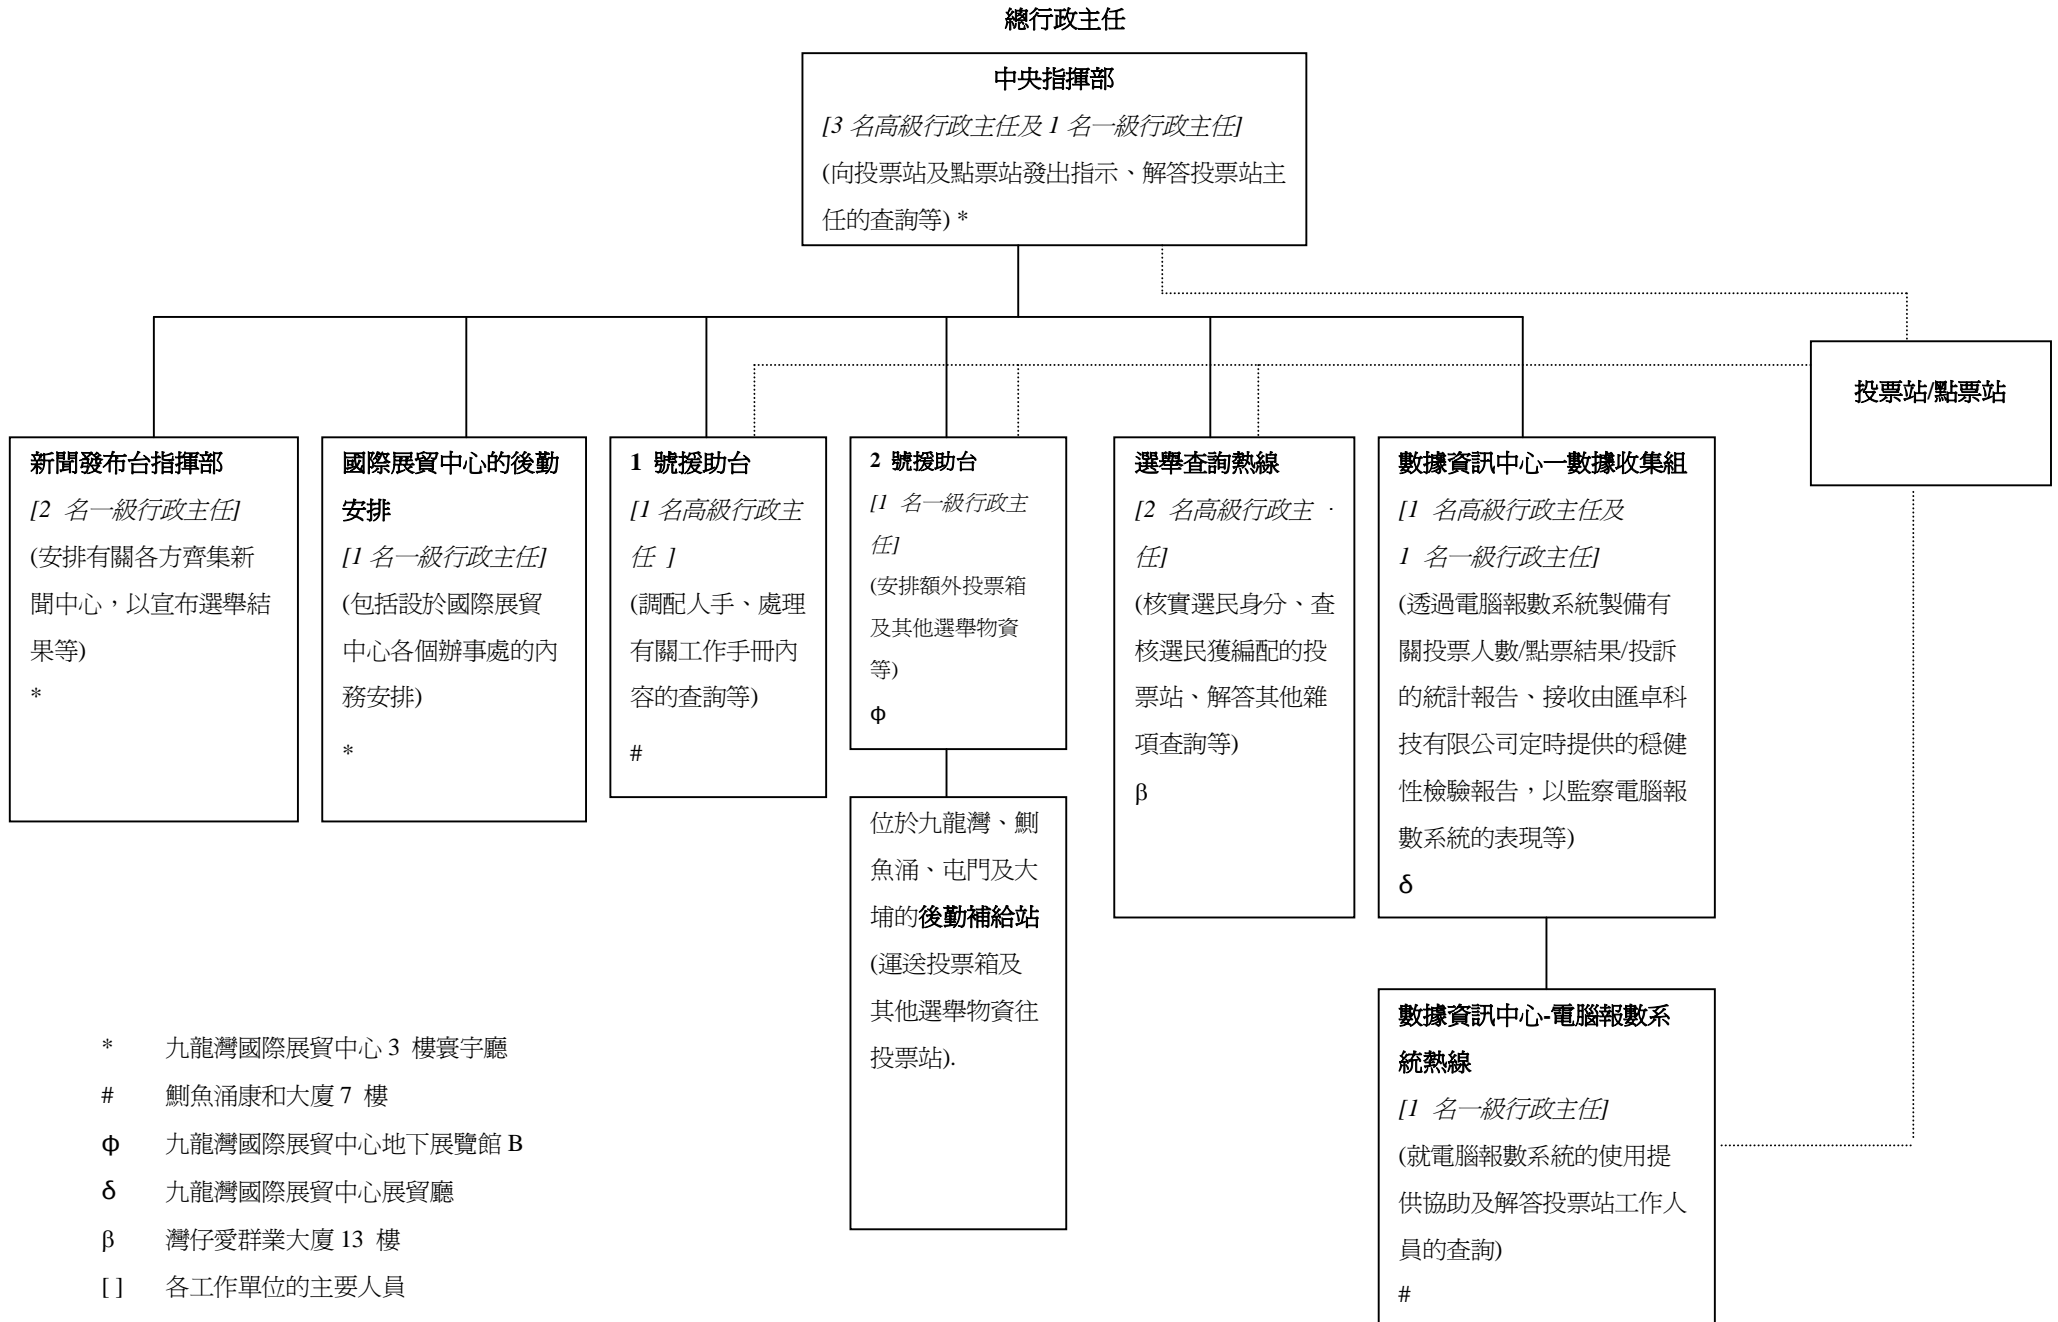 總行政主任
中央指揮部
[3 名高級行政主任及 1 名一級行政主任]
(向投票站及點票站發出指示、解答投票站主
任的查詢等) *
投票站/點票站
新聞發布台指揮部
[2 名一級行政主任]
(安排有關各方齊集新
聞中心，以宣布選舉結
果等)
*
國際展貿中心的後勤
安排
[1 名一級行政主任]
(包括設於國際展貿
中心各個辦事處的內
務安排)
*
1 號援助台
[1 名高級行政主
任 ]
(調配人手、處理
有關工作手冊內
容的查詢等)
#
2 號援助台
[1 名一級行政主
任]
(安排額外投票箱
及其他選舉物資
等)
φ
位於九龍灣、鰂
魚涌、屯門及大
埔的後勤補給站
(運送投票箱及
其他選舉物資往
投票站).
選舉查詢熱線
[2 名高級行政主 ·
任]
(核實選民身分、查
核選民獲編配的投
票站、解答其他雜
項查詢等)
β
數據資訊中心一數據收集組
[1 名高級行政主任及
1 名一級行政主任]
(透過電腦報數系統製備有
關投票人數/點票結果/投訴
的統計報告、接收由匯卓科
技有限公司定時提供的穩健
性檢驗報告，以監察電腦報
數系統的表現等)
δ
數據資訊中心-電腦報數系
統熱線
[1 名一級行政主任]
(就電腦報數系統的使用提
供協助及解答投票站工作人
員的查詢)
#
* 九龍灣國際展貿中心 3 樓寰宇廳
# 鰂魚涌康和大廈 7 樓
φ 九龍灣國際展貿中心地下展覽館 B
δ 九龍灣國際展貿中心展貿廳
β 灣仔愛群業大廈 13 樓
[ ] 各工作單位的主要人員